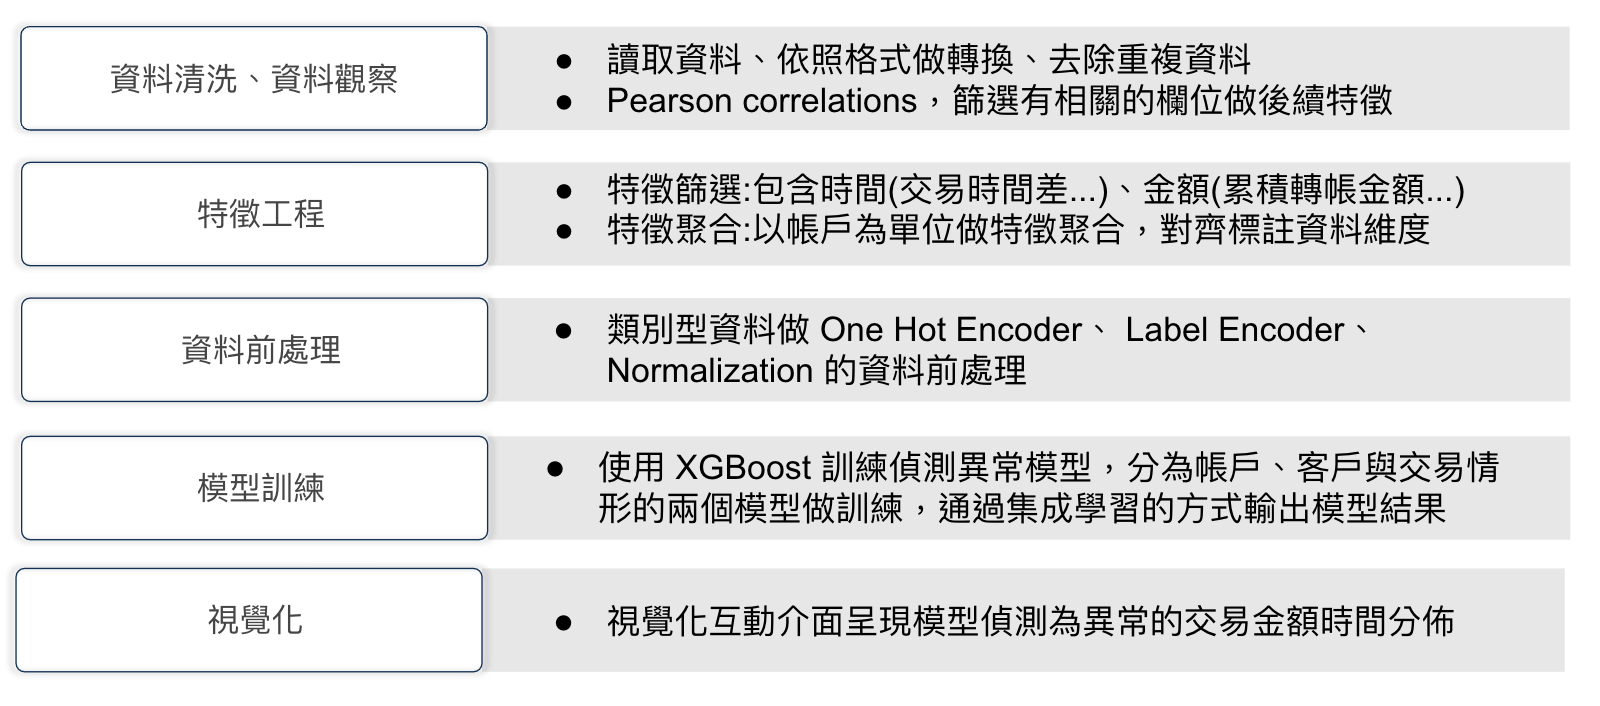 資料清洗、資料觀察
● 讀取資料、依照格式做轉換、去除重複資料
● Pearson correlations，篩選有相關的欄位做後續特徵
特徵工程
● 特徵篩選:包含時間(交易時間差...)、金額(累積轉帳金額...)
● 特徵聚合:以帳戶為單位做特徵聚合，對齊標註資料維度
資料前處理
● 類別型資料做 One Hot Encoder、 Label Encoder、
Normalization 的資料前處理
模型訓練
● 使用 XGBoost 訓練偵測異常模型，分為帳戶、客戶與交易情
形的兩個模型做訓練，通過集成學習的方式輸出模型結果
視覺化
● 視覺化互動介面呈現模型偵測為異常的交易金額時間分佈